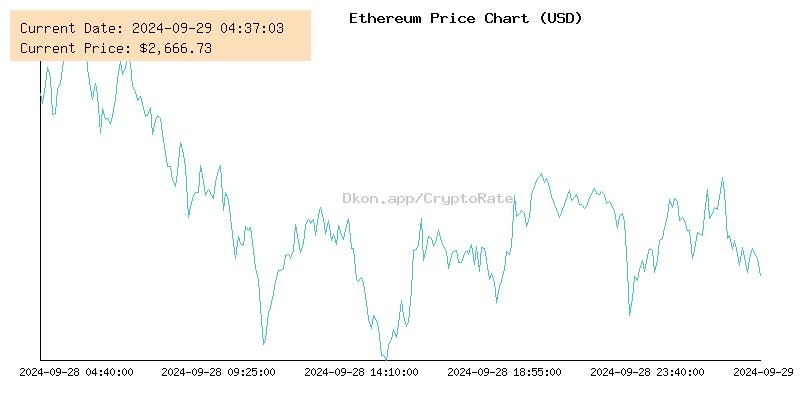 Ethereum Price Chart (USD)
Current Date: 2024-09-29 04:37:03
Current Price: $2,666.73
Dkon.app/CryptoRate
2024-09-28 04:40:00 2024-09-28 09:25:00 2024-09-28 14:10:00 2024-09-28 18:55:00 2024-09-28 23:40:00 2024-09-29